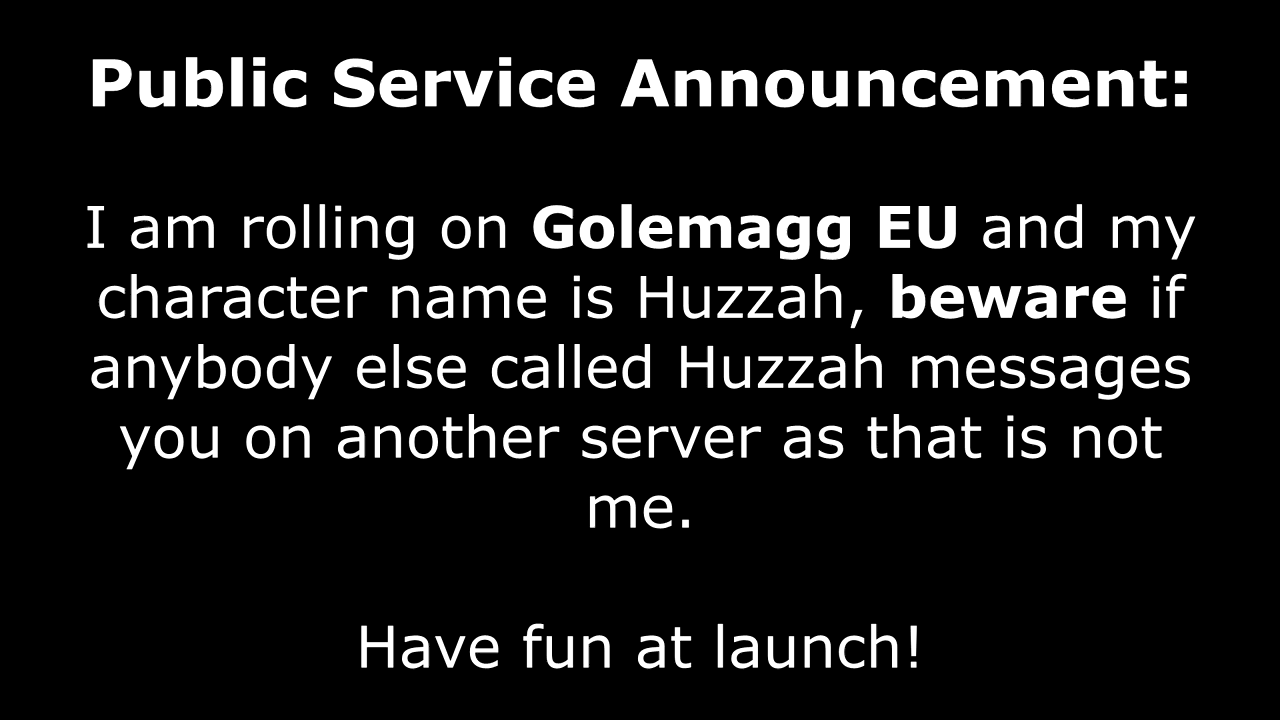 Public Service Announcement:
I am rolling on Golemagg EU and my
character name is Huzzah, beware if
anybody else called Huzzah messages
you on another server as that is not
me.
Have fun at launch!